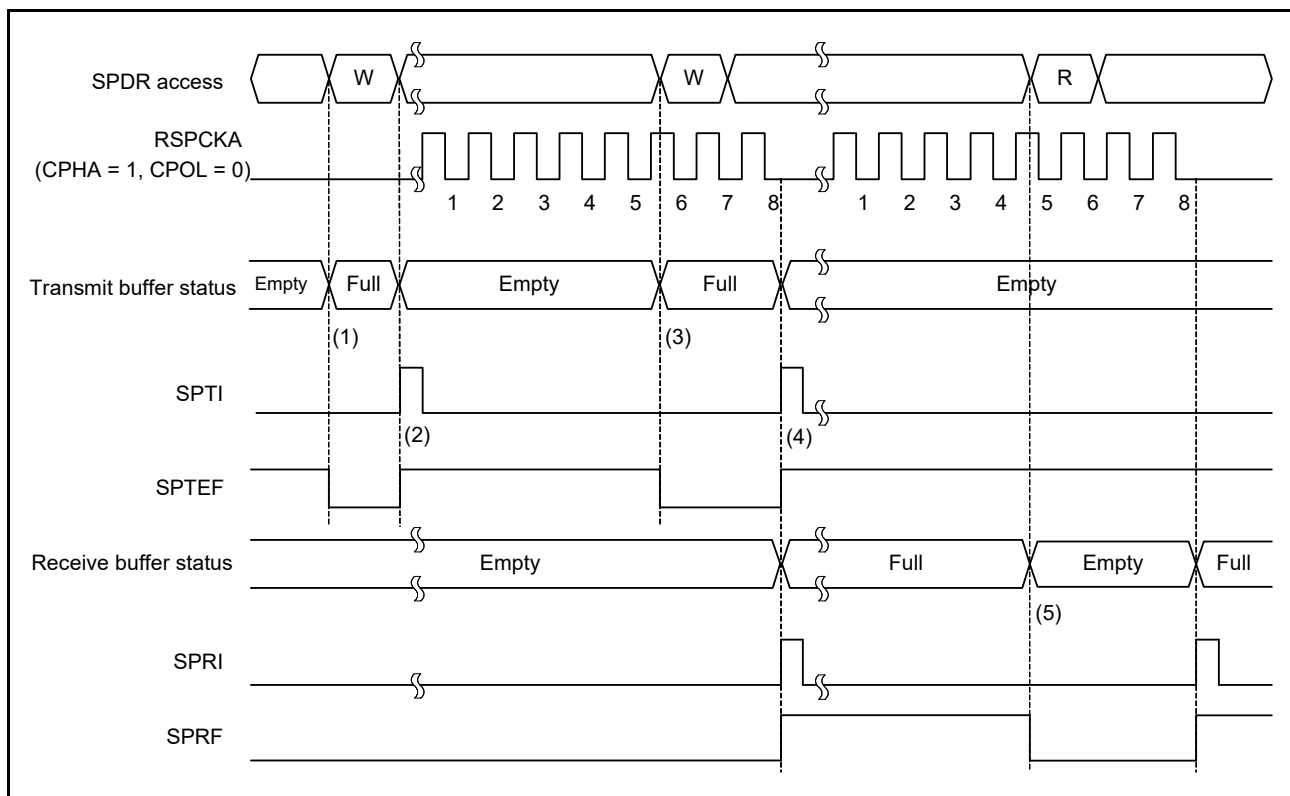 SPDR access W W R
RSPCKA
(CPHA = 1, CPOL = 0)
1 2 3 4 5 6 7 8 1 2 3 4 5 6 7 8
Transmit buffer status Empty Full Empty Full Empty
(1) (3)
SPTI
(2) (4)
SPTEF
Receive buffer status Empty Full Empty Full
(5)
SPRI
SPRF